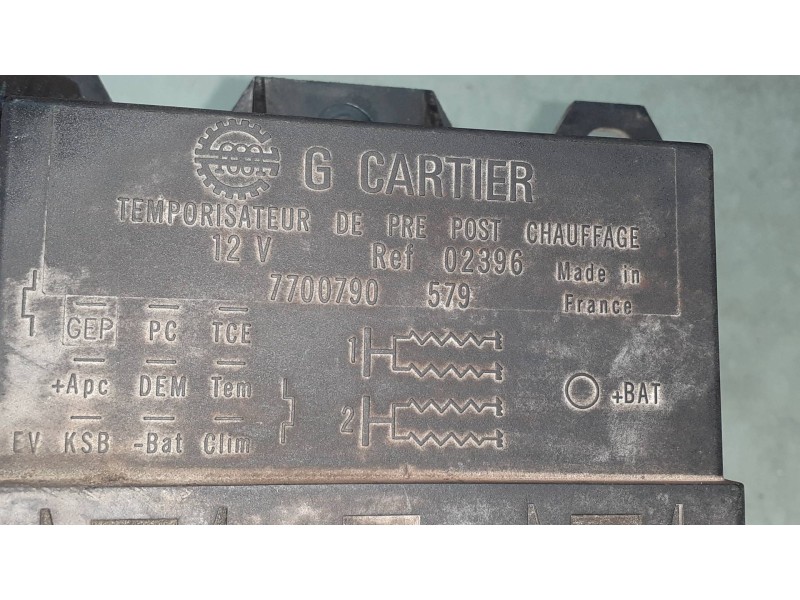 G CARTIER
TEMPORISATEUR DE PRE POST CHAUFFAGE
12 V Ref 02396
7700790 579
Made in
France
CEP PC TCE
+Apc DEM Tem
EV KSB -Bat Clim
1
2
+BAT